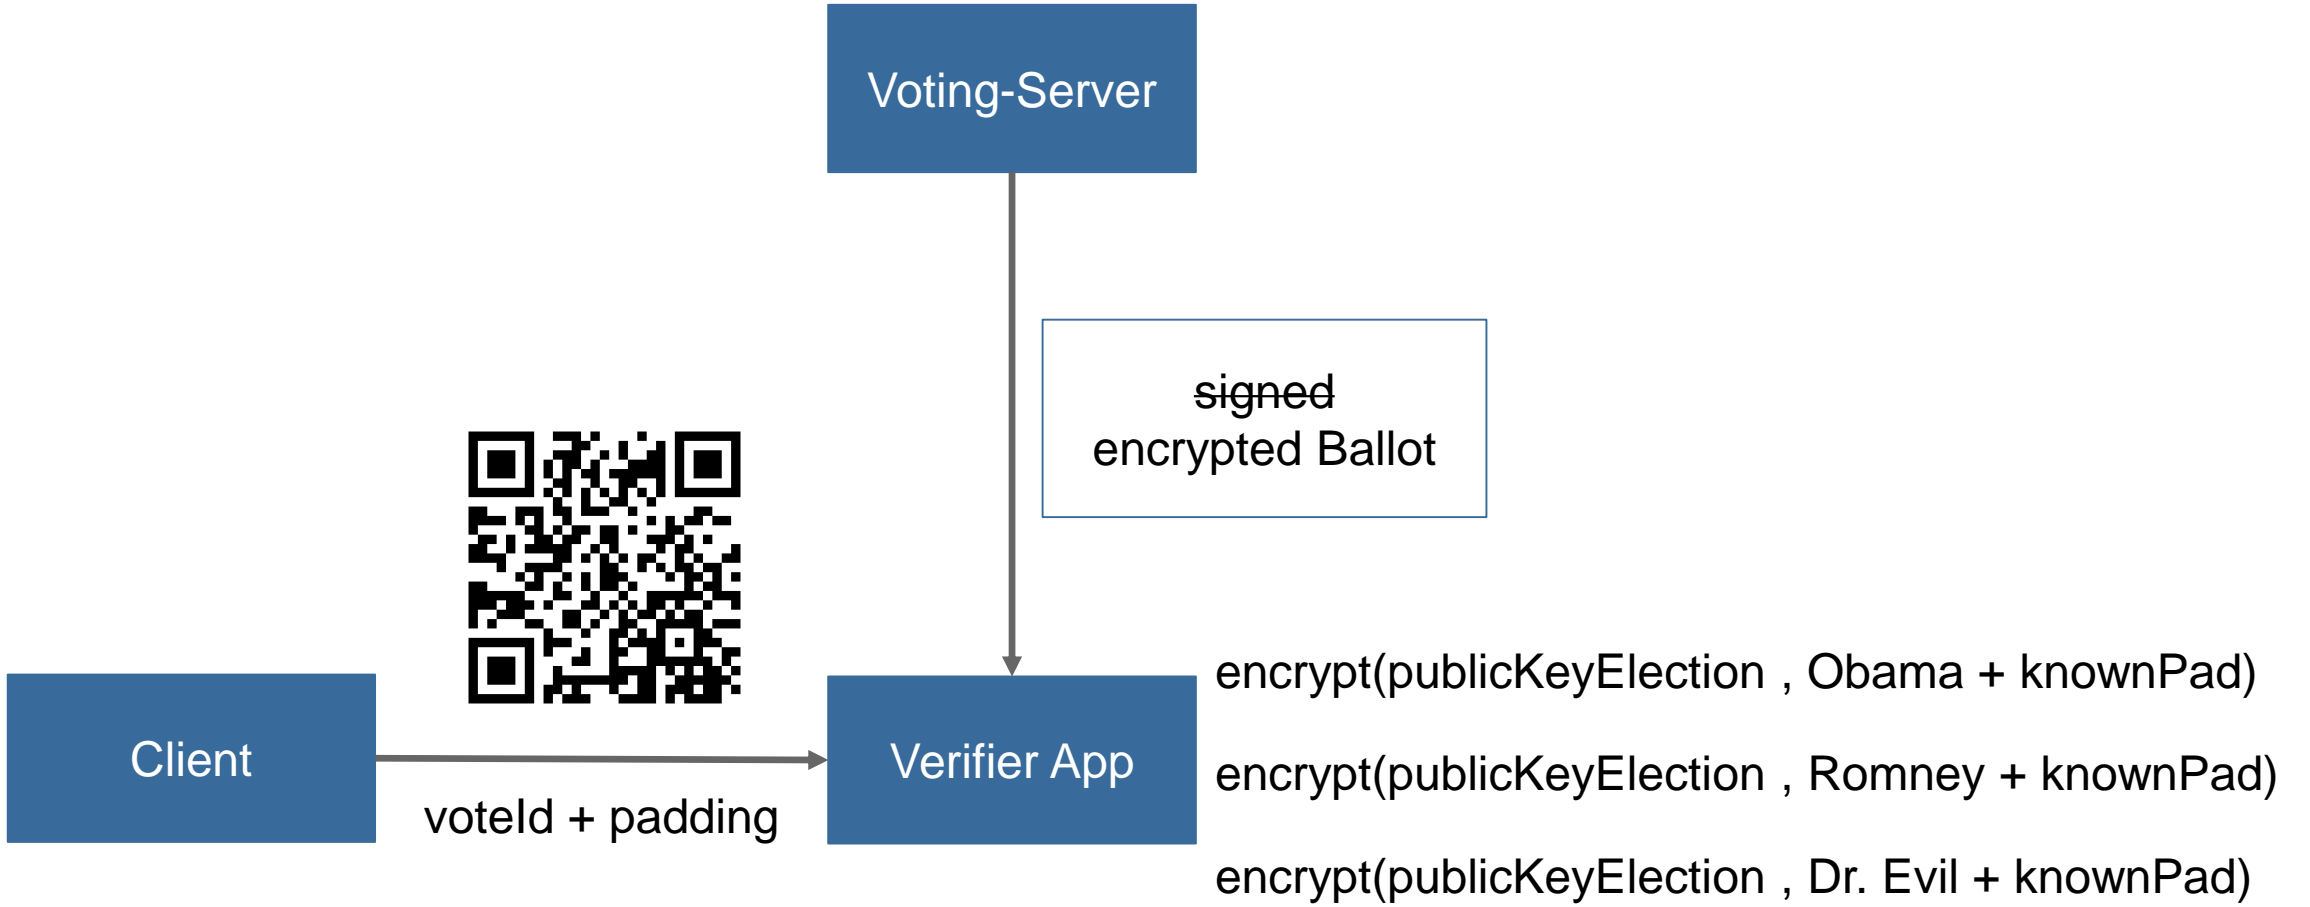 Voting-Server
signed
encrypted Ballot
Client
voteId + padding
Verifier App
encrypt(publicKeyElection , Obama + knownPad)
encrypt(publicKeyElection , Romney + knownPad)
encrypt(publicKeyElection , Dr. Evil + knownPad)